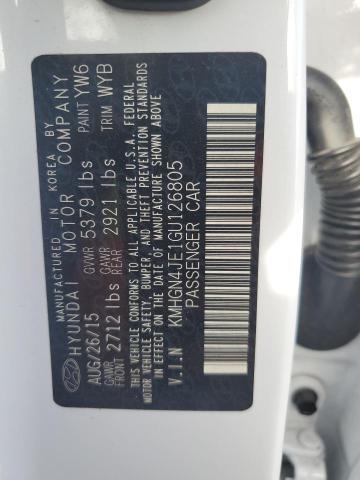 MANUFACTURED IN KOREA BY
HYUNDAI MOTOR COMPANY
AUG/26/15 GVWR 5379 lbs PAINT YW6
GAWR FRONT 2712 lbs GAWR REAR 2921 lbs TRIM WYB
THIS VEHICLE CONFORMS TO ALL APPLICABLE U.S.A. FEDERAL
MOTOR VEHICLE SAFETY, BUMPER, AND THEFT PREVENTION STANDARDS
IN EFFECT ON THE DATE OF MANUFACTURE SHOWN ABOVE.
V.I.N KMHGN4JE1GU126805
PASSENGER CAR